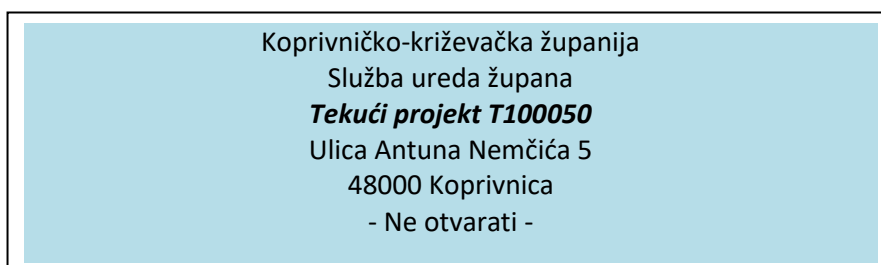 Koprivničko-križevačka županija
Služba ureda župana
Tekući projekt T100050
Ulica Antuna Nemčića 5
48000 Koprivnica
- Ne otvarati -